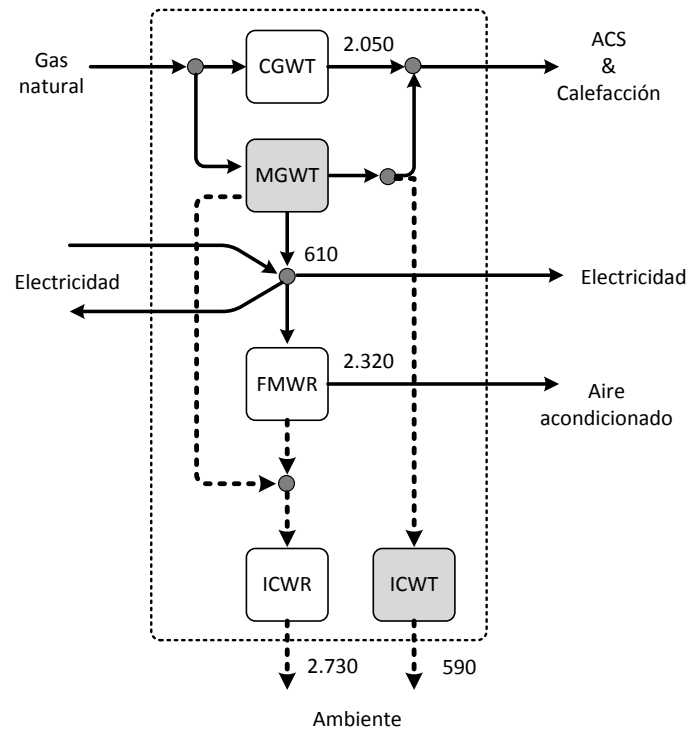 2.050
Gas
natural
CGWT
ACS
&
Calefacción
MGWT
610
Electricidad
Electricidad
2.320
FMWR
Aire
acondicionado
ICWR
ICWT
2.730
590
Ambiente